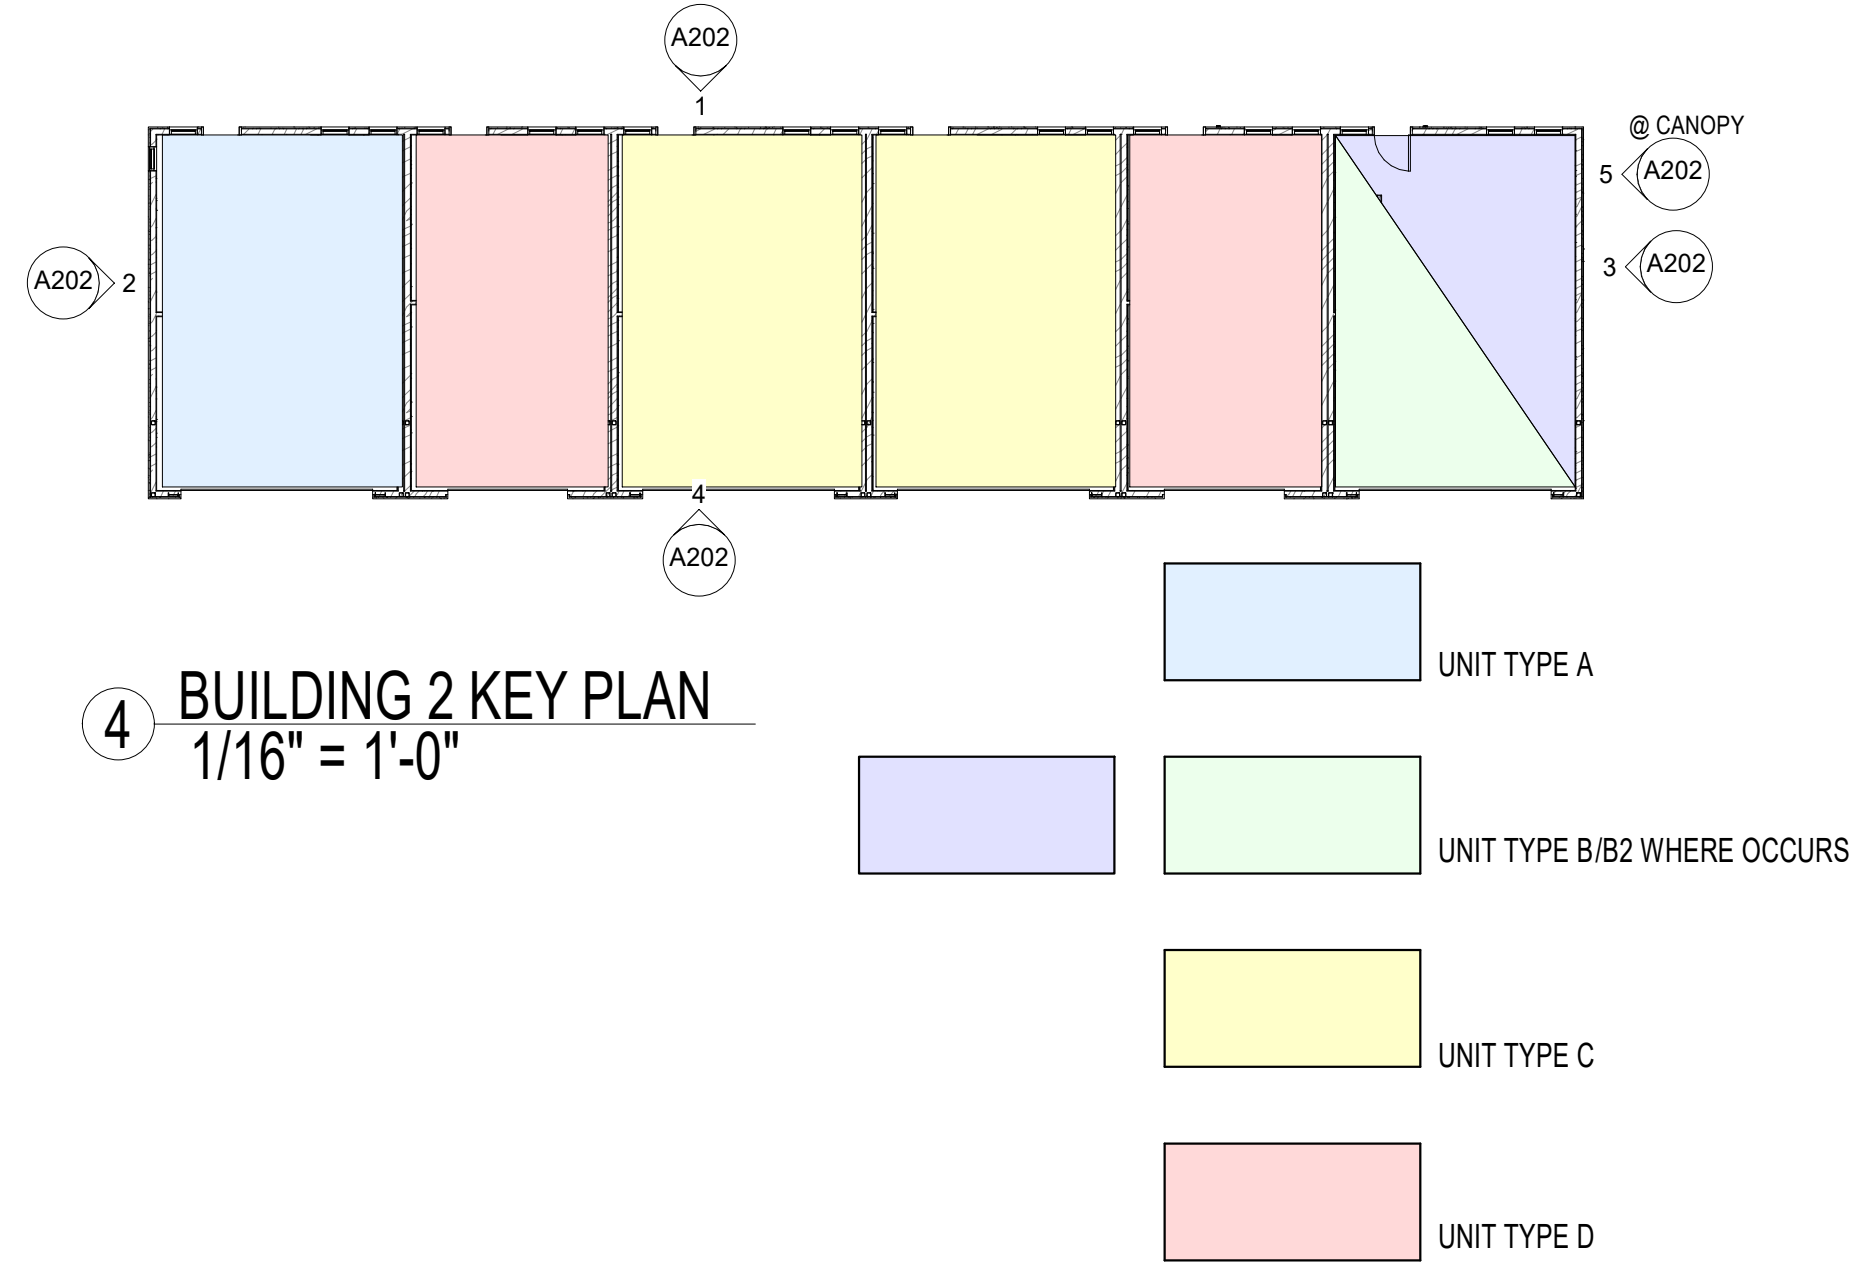 A202
1
@ CANOPY
5 A202
A202 2
3 A202
4
A202
4 BUILDING 2 KEY PLAN
1/16" = 1'-0"
UNIT TYPE A
UNIT TYPE B/B2 WHERE OCCURS
UNIT TYPE C
UNIT TYPE D